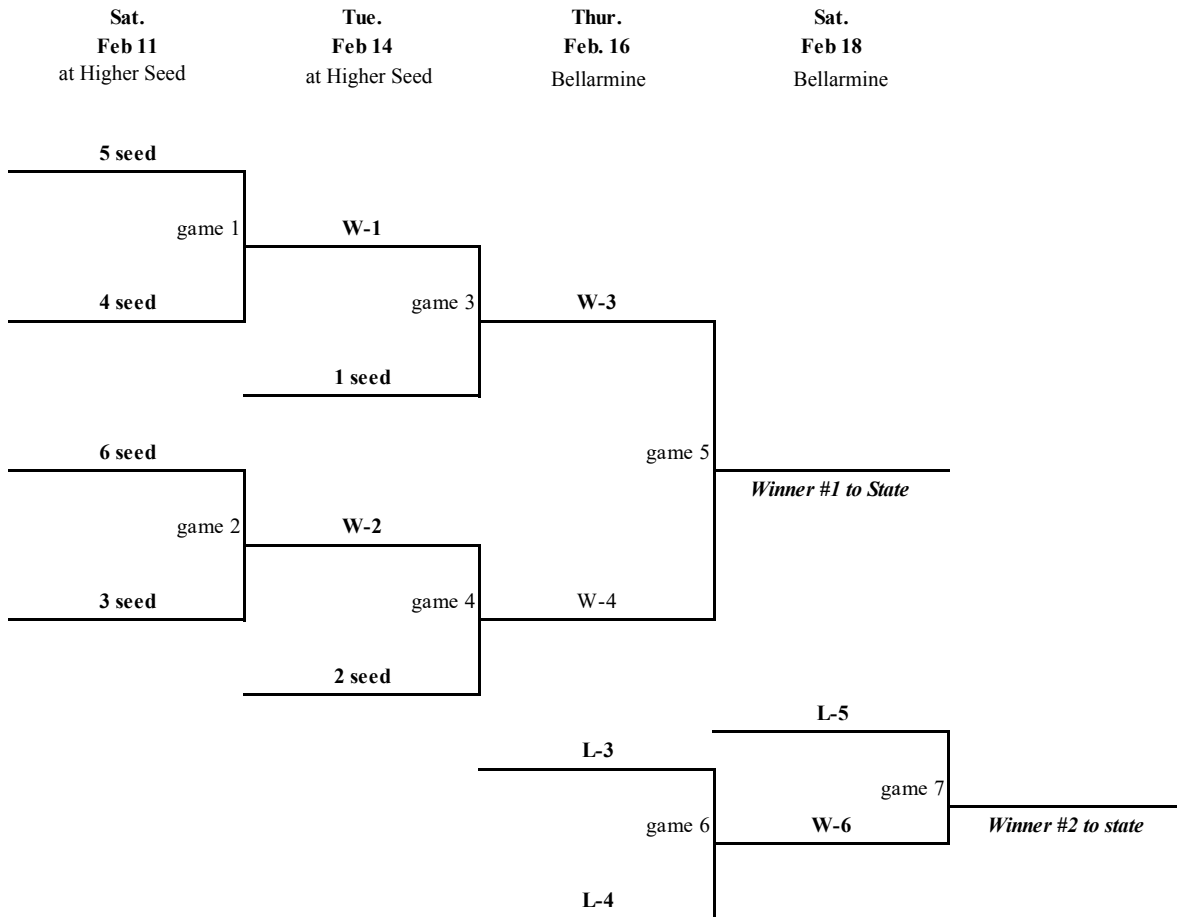 Sat. Tue. Thur. Sat.
Feb 11 Feb 14 Feb. 16 Feb 18
at Higher Seed at Higher Seed Bellarmine Bellarmine
5 seed
game 1 W-1
4 seed game 3 W-3
1 seed
6 seed game 5
Winner #1 to State
game 2 W-2
3 seed game 4 W-4
2 seed
L-5
L-3
game 7
game 6 W-6 Winner #2 to state
L-4